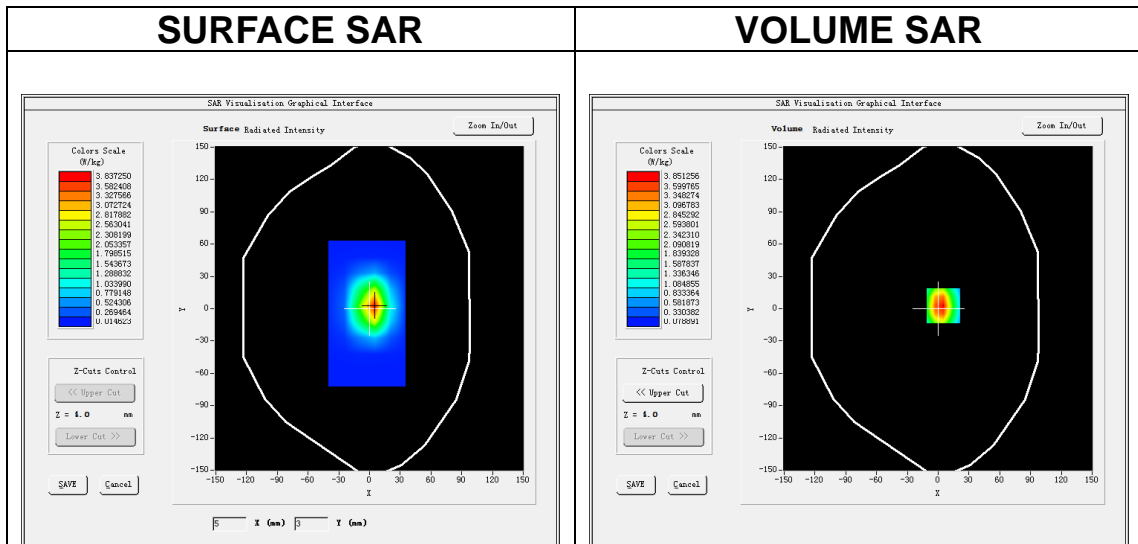 SURFACE SAR
VOLUME SAR
SAR Visualisation Graphical Interface
Surface Radiated Intensity
Zoom In/Out
Colors Scale
(W/kg)
3.837250
3.582408
3.327566
3.072724
2.817882
2.563041
2.308199
2.053357
1.798515
1.543673
1.288832
1.033990
0.779148
0.524306
0.269464
0.014623
150
120
90
60
30
0
-30
-60
-90
-120
-150
Y
-150 -120 -90 -60 -30 0 30 60 90 120 150
X
Z-Cuts Control
<< Upper Cut
Z = 4.0 mm
Lower Cut >>
SAVE Cancel
5 X (mm) 3 Y (mm)
SAR Visualisation Graphical Interface
Volume Radiated Intensity
Zoom In/Out
Colors Scale
(W/kg)
3.851256
3.599765
3.348274
3.096783
2.845292
2.593801
2.342310
2.090819
1.839328
1.587837
1.336346
1.084855
0.833364
0.581873
0.330382
0.078891
150
120
90
60
30
0
-30
-60
-90
-120
-150
Y
-150 -120 -90 -60 -30 0 30 60 90 120 150
X
Z-Cuts Control
<< Upper Cut
Z = 4.0 mm
Lower Cut >>
SAVE Cancel